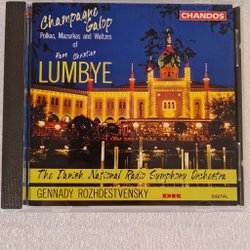 CHANDOS
Champagne
Galop
Polkas, Mazurkas and Waltzes
of
Hans Christian
LUMBYE
The Danish National Radio Symphony Orchestra
GENNADY ROZHDESTVENSKY
DR
DIGITAL